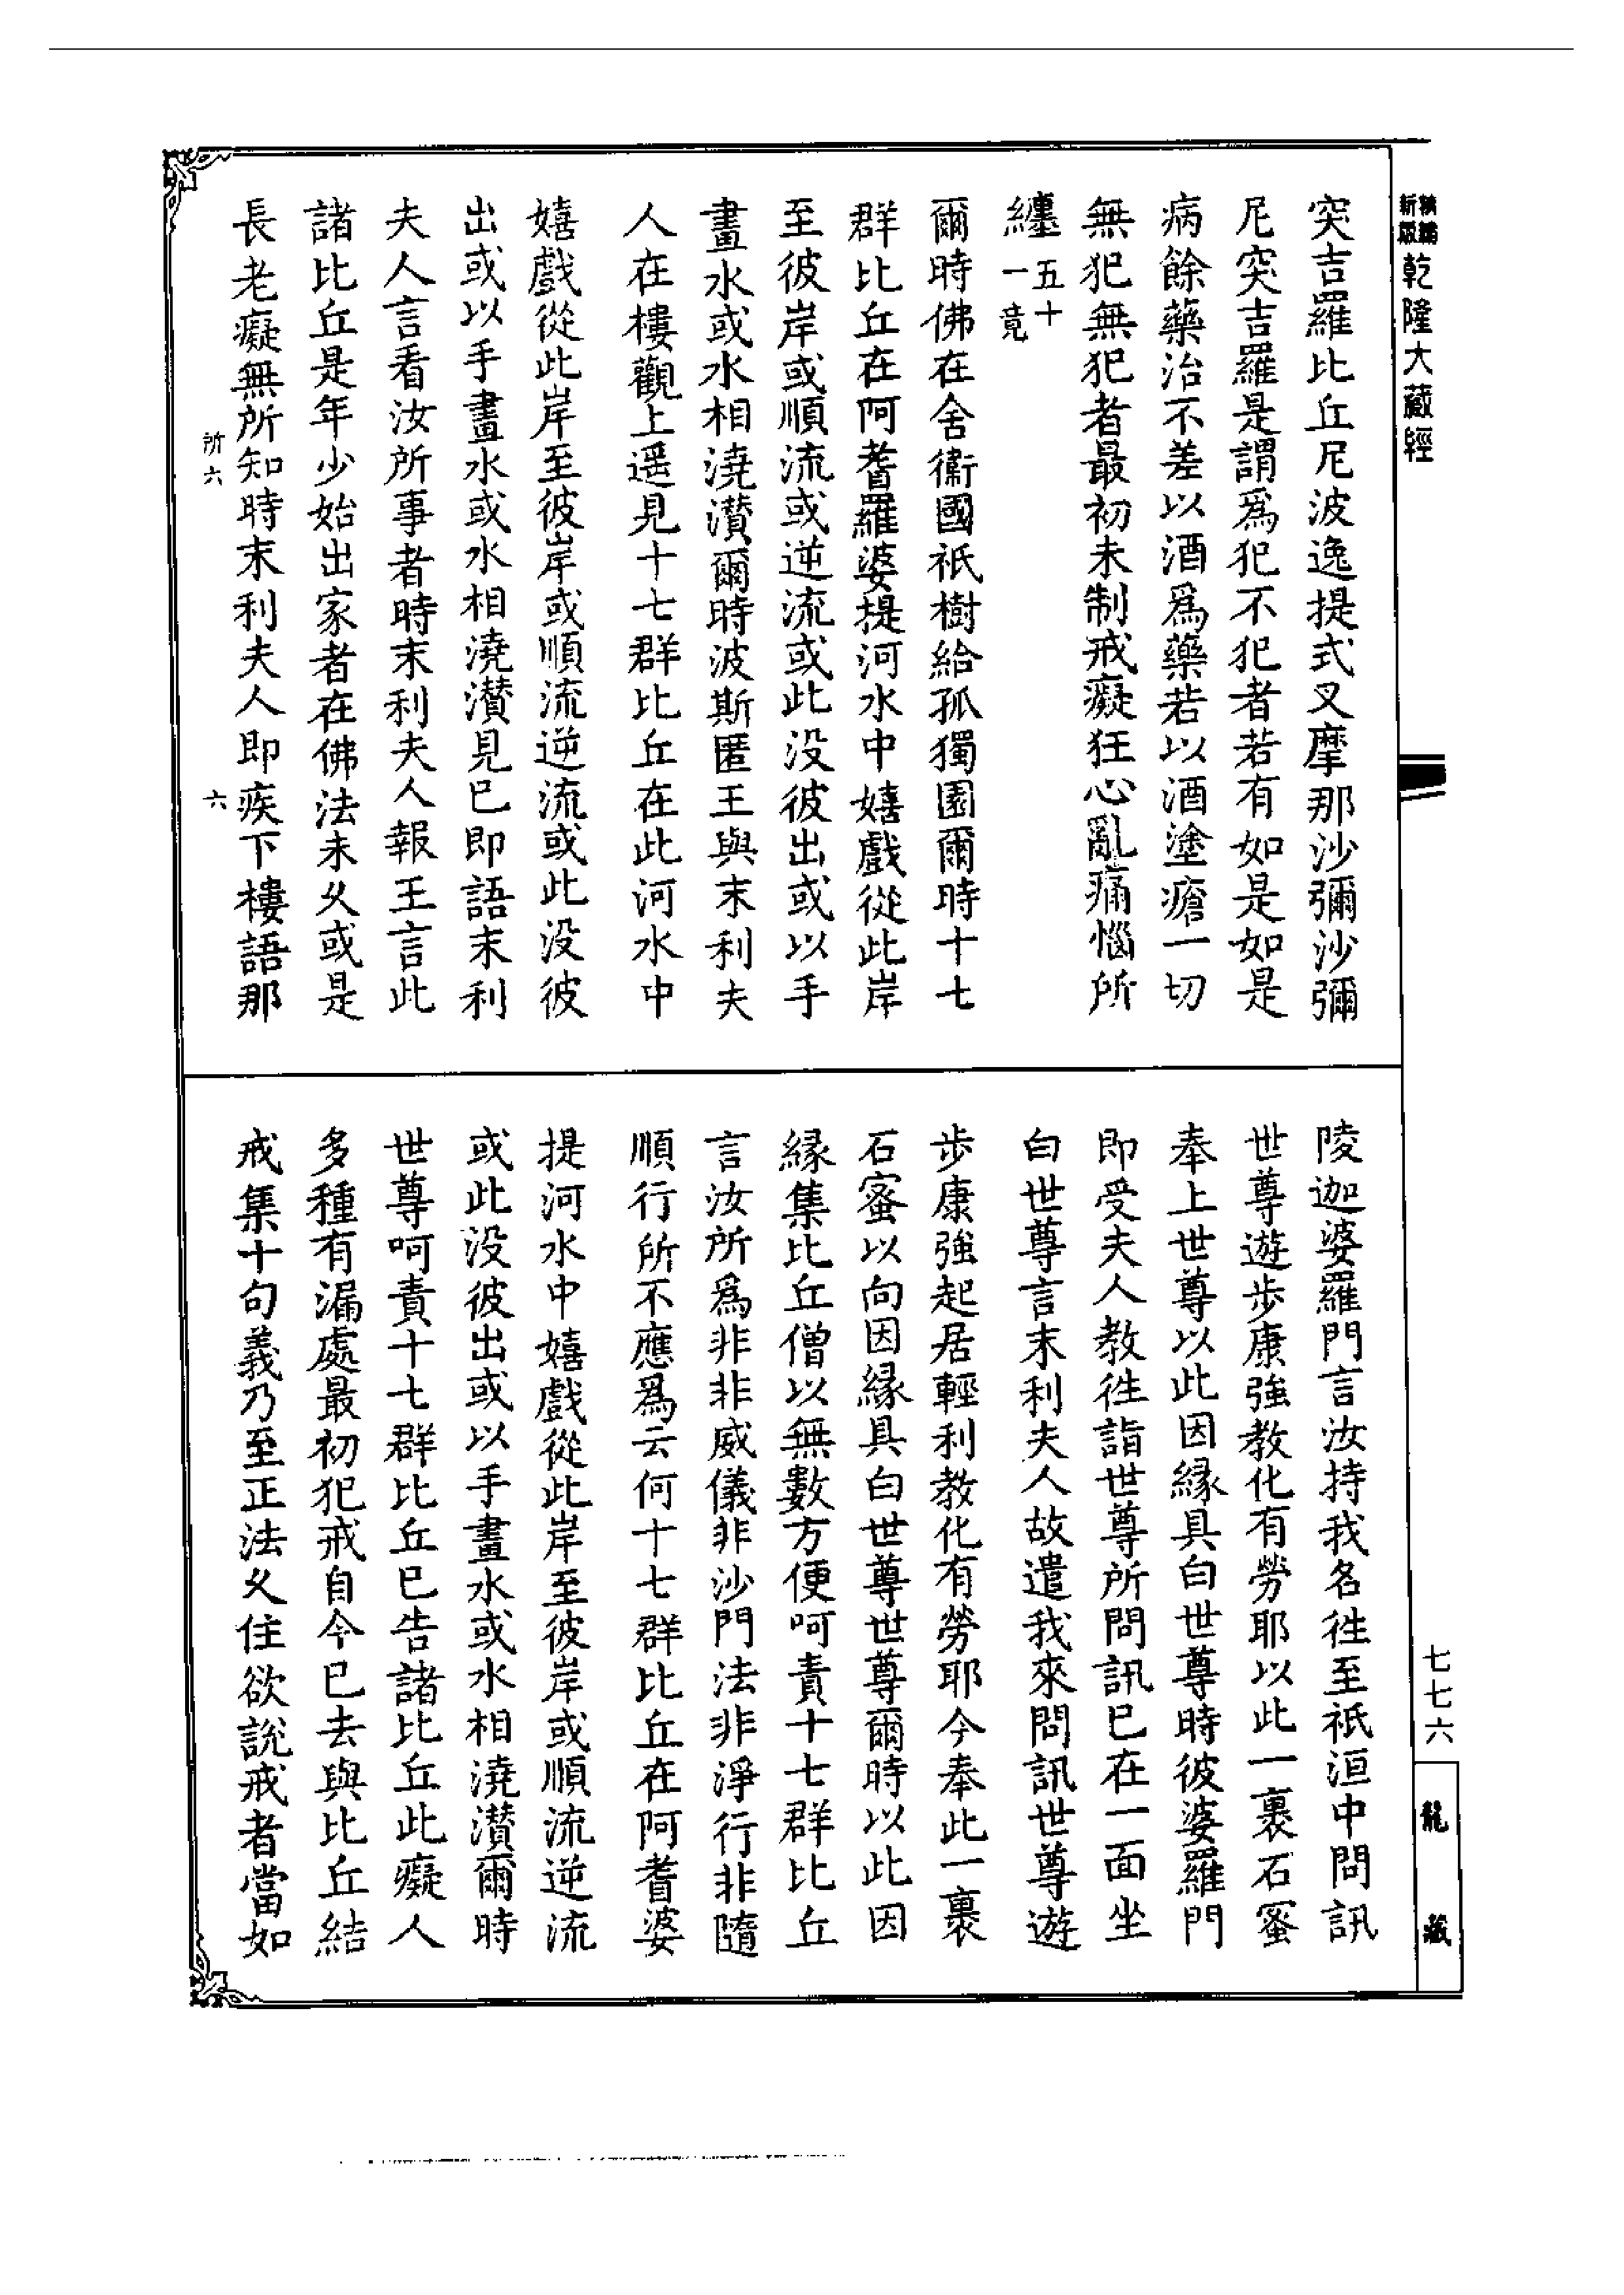 新編
縮版
乾隆大藏經
突吉羅比丘尼波逸提式叉摩那沙彌沙彌
尼突吉羅是謂爲犯不犯者若有如是如是
病餘藥治不差以酒爲藥若以酒塗瘡一切
無犯無犯者最初未制戒癡狂心亂痛惱所
纏五十
一竟
爾時佛在舍衛國祇樹給孤獨園爾時十七
群比丘在阿耆羅婆提河水中嬉戲從此岸
至彼岸或順流或逆流或此没彼出或以手
畫水或水相澆灒爾時波斯匿王與末利夫
人在樓觀上遥見十七群比丘在此河水中
嬉戲從此岸至彼岸或順流逆流或此没彼
出或以手畫水或水相澆灒見已即語末利
夫人言看汝所事者時末利夫人報王言此
諸比丘是年少始出家者在佛法未乆或是
長老癡無所知時末利夫人即疾下樓語那
所六
六
陵迦婆羅門言汝持我名徃至祇洹中問訊
世尊遊步康強教化有勞耶以此一裹石蜜
奉上世尊以此因縁具白世尊時彼婆羅門
即受夫人教徃詣世尊所問訊已在一面坐
白世尊言末利夫人故遣我來問訊世尊遊
步康強起居輕利教化有勞耶今奉此一裹
石蜜以向因縁具白世尊世尊爾時以此因
縁集比丘僧以無數方便呵責十七群比丘
言汝所爲非非威儀非沙門法非淨行非隨
順行所不應爲云何十七群比丘在阿耆婆
提河水中嬉戲從此岸至彼岸或順流逆流
或此没彼出或以手畫水或水相澆灒爾時
世尊呵責十七群比丘已告諸比丘此癡人
多種有漏處最初犯戒自今已去與比丘結
戒集十句義乃至正法乆住欲說戒者當如
七七六
龍藏